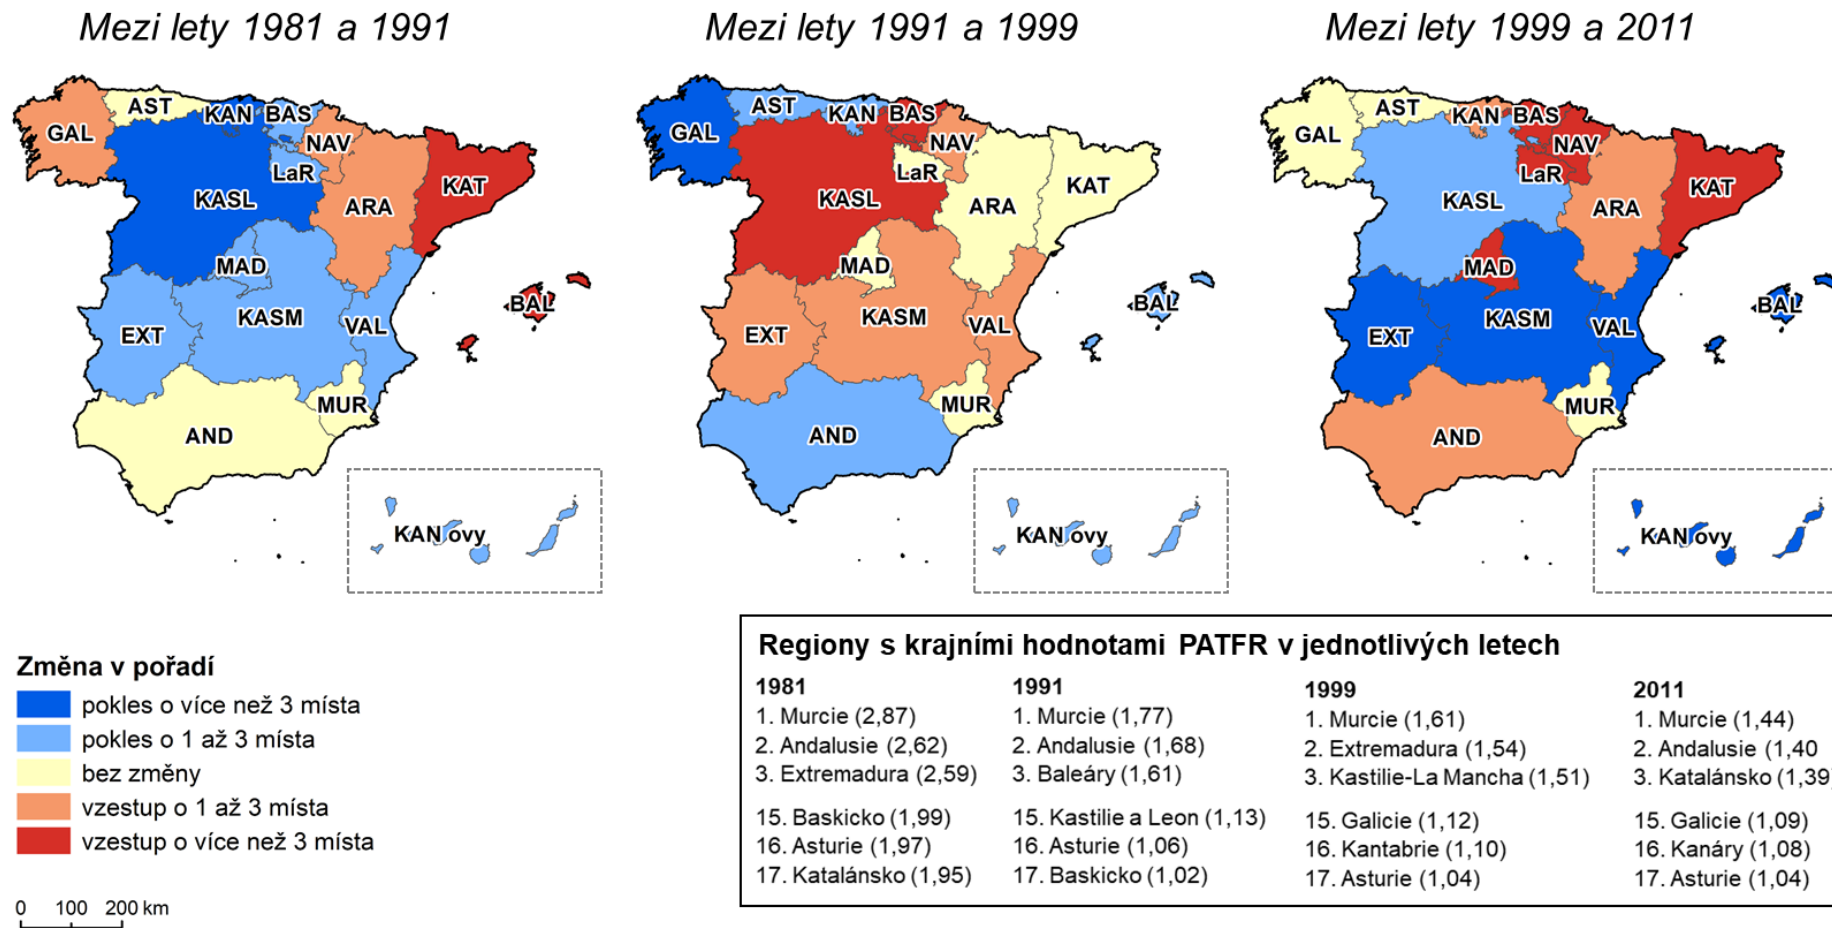 Mezi lety 1981 a 1991
Mezi lety 1991 a 1999
Mezi lety 1999 a 2011
GAL
AST
KAN
BAS
NAV
LaR
KASL
ARA
KAT
MAD
BAL
EXT
KASM
VAL
MUR
AND
KAN ovy
GAL
AST
KAN
BAS
NAV
LaR
KASL
ARA
KAT
MAD
BAL
EXT
KASM
VAL
MUR
AND
KAN ovy
GAL
AST
KAN
BAS
NAV
LaR
KASL
ARA
KAT
MAD
BAL
EXT
KASM
VAL
MUR
AND
KAN ovy
Změna v pořadí
pokles o více než 3 místa
pokles o 1 až 3 místa
bez změny
vzestup o 1 až 3 místa
vzestup o více než 3 místa
0 100 200 km
Regiony s krajními hodnotami PATFR v jednotlivých letech
1981
1. Murcie (2,87)
2. Andalusie (2,62)
3. Extremadura (2,59)
15. Baskicko (1,99)
16. Asturie (1,97)
17. Katalánsko (1,95)
1991
1. Murcie (1,77)
2. Andalusie (1,68)
3. Baleáry (1,61)
15. Kastilie a Leon (1,13)
16. Asturie (1,06)
17. Baskicko (1,02)
1999
1. Murcie (1,61)
2. Extremadura (1,54)
3. Kastilie-La Mancha (1,51)
15. Galicie (1,12)
16. Kantabrie (1,10)
17. Asturie (1,04)
2011
1. Murcie (1,44)
2. Andalusie (1,40
3. Katalánsko (1,39)
15. Galicie (1,09)
16. Kanáry (1,08)
17. Asturie (1,04)